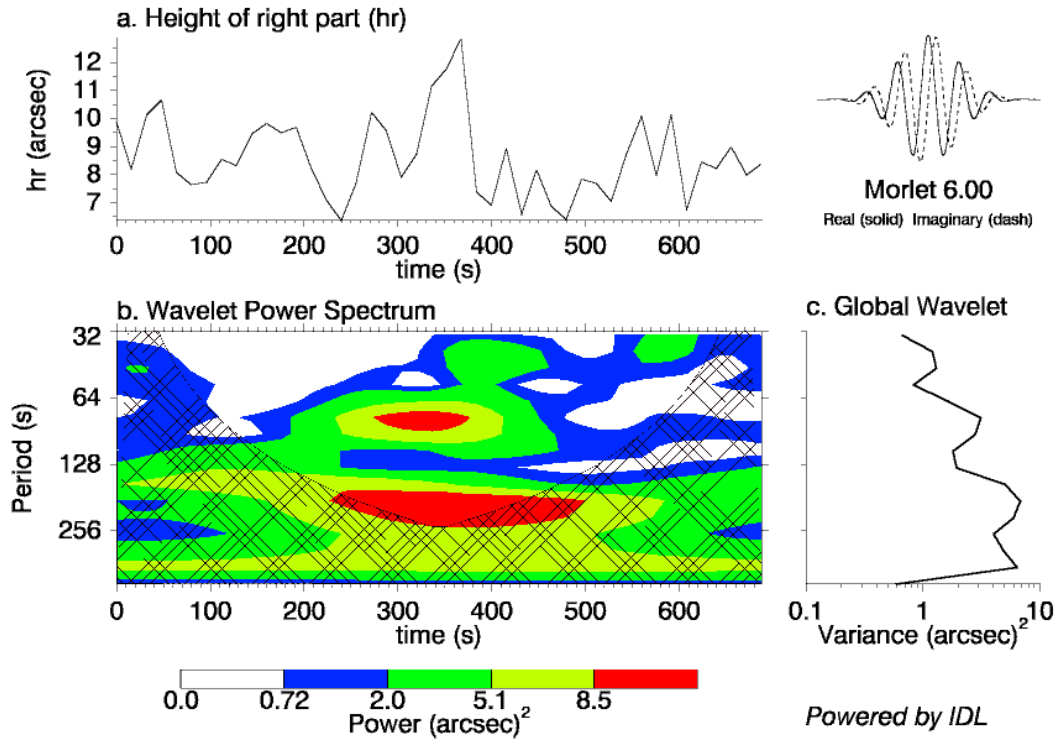 a. Height of right part (hr)
hr (arcsec)
12
11
10
9
8
7
0 100 200 300 400 500 600
time (s)
Morlet 6.00
Real (solid) Imaginary (dash)
b. Wavelet Power Spectrum
Period (s)
32
64
128
256
0 100 200 300 400 500 600
time (s)
c. Global Wavelet
0.1 1 10
Variance (arcsec)2
0.0 0.72 2.0 5.1 8.5
Power (arcsec)2
Powered by IDL